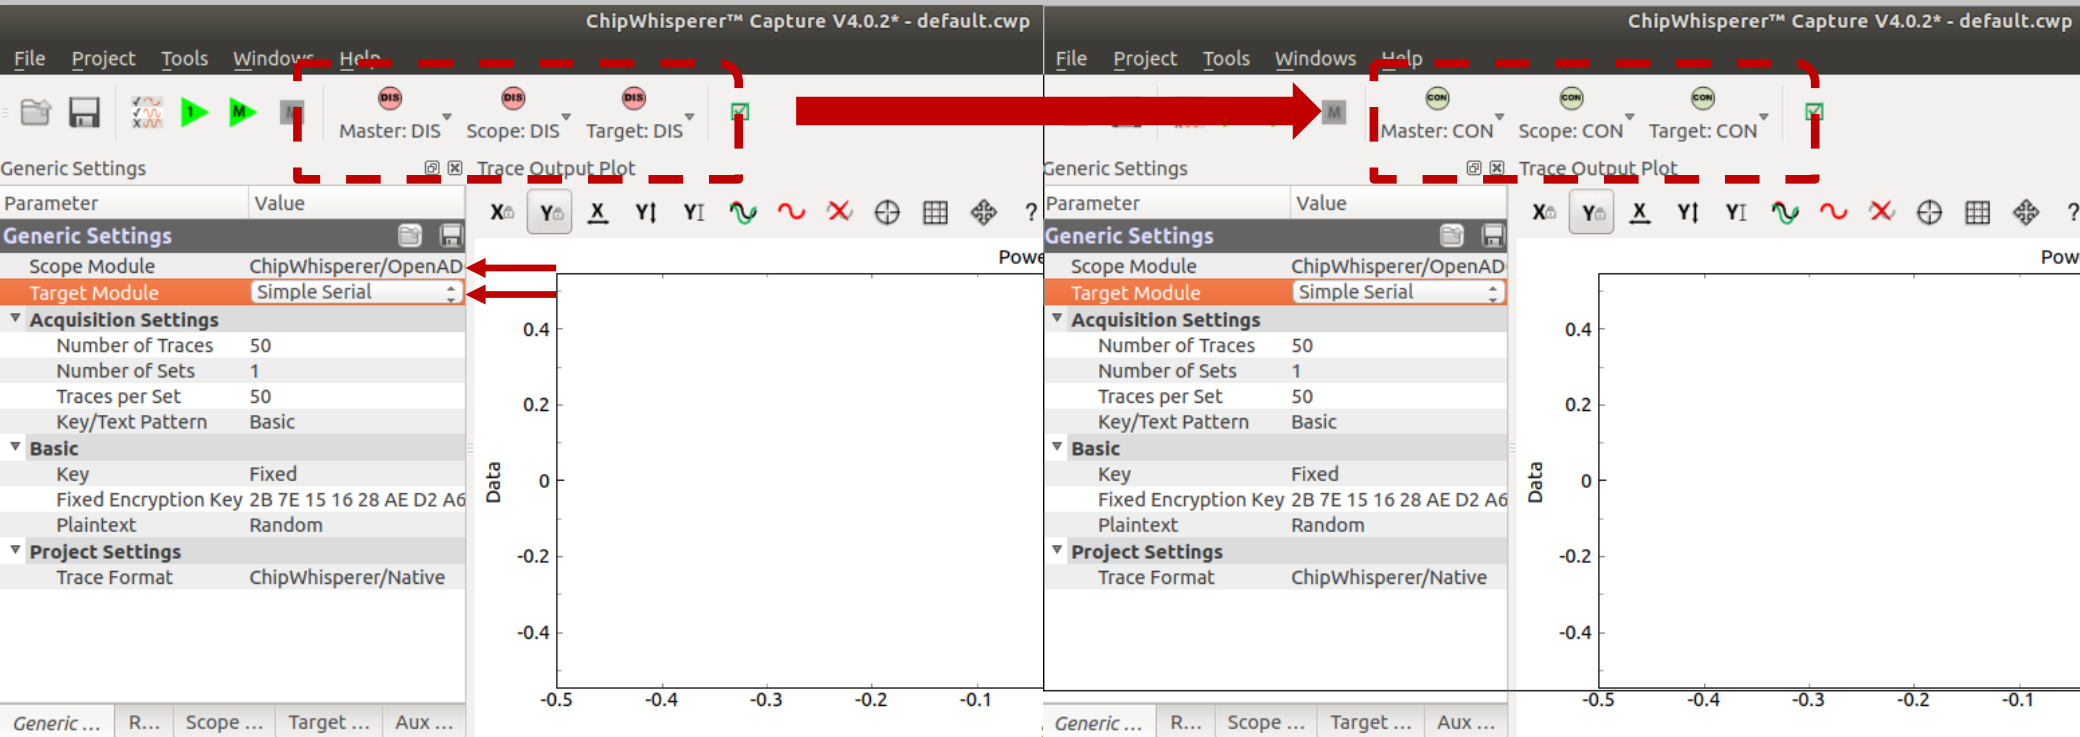 ChipWhisperer™ Capture V4.0.2* - default.cwp
File Project Tools Windows Help
1 M M
DIS DIS DIS
Master: DIS Scope: DIS Target: DIS
Generic Settings
Trace Output Plot
Parameter Value
X Y X Y Y ?
Generic Settings
Scope Module ChipWhisperer/OpenAD
Target Module Simple Serial
Acquisition Settings
Number of Traces 50
Number of Sets 1
Traces per Set 50
Key/Text Pattern Basic
Basic
Key Fixed
Fixed Encryption Key 2B 7E 15 16 28 AE D2 A6
Plaintext Random
Project Settings
Trace Format ChipWhisperer/Native
Generic ... R... Scope ... Target ... Aux ...
Powe
Data
0.4
0.2
0
-0.2
-0.4
-0.5 -0.4 -0.3 -0.2 -0.1
ChipWhisperer™ Capture V4.0.2* - default.cwp
File Project Tools Windows Help
M
CON CON CON
Master: CON Scope: CON Target: CON
Generic Settings
Trace Output Plot
Parameter Value
X Y X Y Y ?
Generic Settings
Scope Module ChipWhisperer/OpenAD
Target Module Simple Serial
Acquisition Settings
Number of Traces 50
Number of Sets 1
Traces per Set 50
Key/Text Pattern Basic
Basic
Key Fixed
Fixed Encryption Key 2B 7E 15 16 28 AE D2 A6
Plaintext Random
Project Settings
Trace Format ChipWhisperer/Native
Generic ... R... Scope ... Target ... Aux ...
Pow
Data
0.4
0.2
0
-0.2
-0.4
-0.5 -0.4 -0.3 -0.2 -0.1